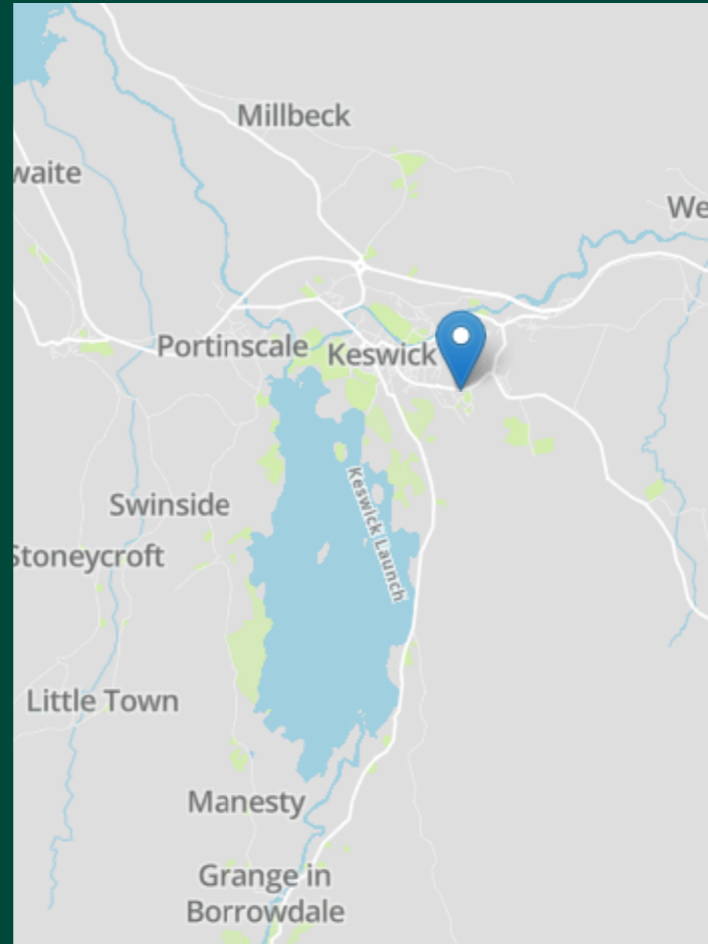 Millbeck
waite
We
Portinscale
Keswick
Keswick Launch
Swinside
Stoneycroft
Little Town
Manesty
Grange in
Borrowdale